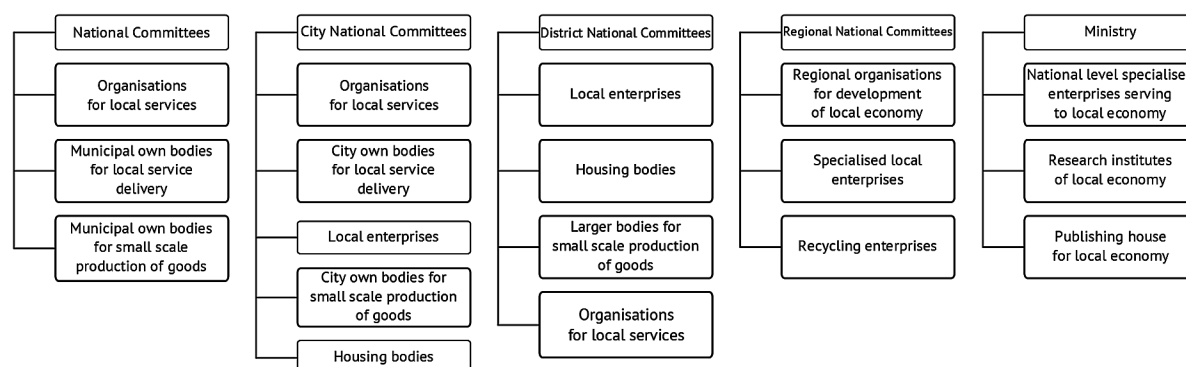 National Committees
Organisations
for local services
Municipal own bodies
for local service
delivery
Municipal own bodies
for small scale
production of goods
City National Committees
Organisations
for local services
City own bodies
for local service
delivery
Local enterprises
City own bodies for
small scale production
of goods
Housing bodies
District National Committees
Local enterprises
Housing bodies
Larger bodies for
small scale production
of goods
Organisations
for local services
Regional National Committees
Regional organisations
for development
of local economy
Specialised local
enterprises
Recycling enterprises
Ministry
National level specialise
enterprises serving
to local economy
Research institutes
of local economy
Publishing house
for local economy